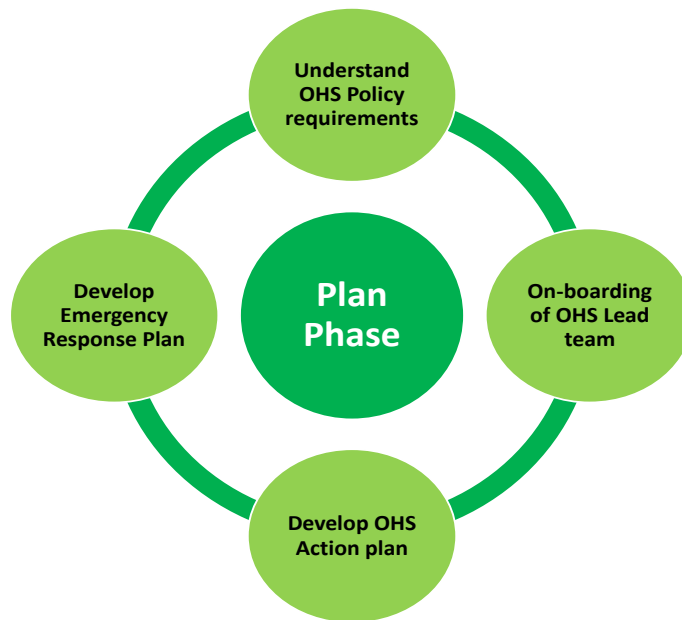 Understand
OHS Policy
requirements
Develop
Emergency
Response Plan
Plan
Phase
On-boarding
of OHS Lead
team
Develop OHS
Action plan